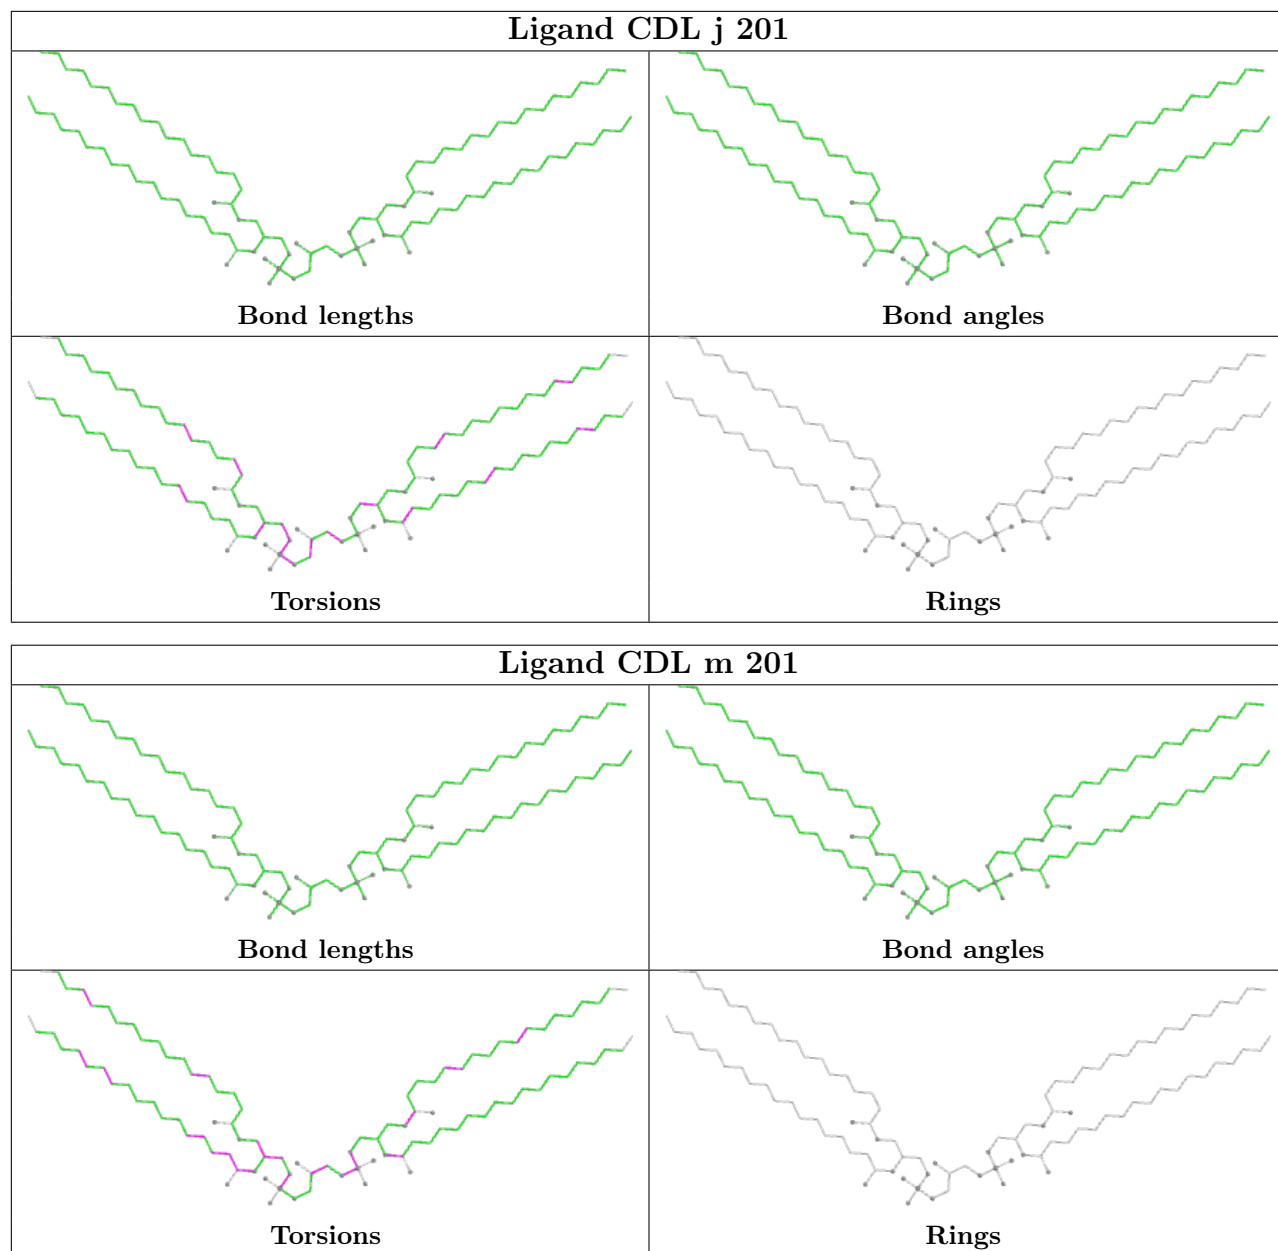 Ligand CDL j 201
Bond lengths
Bond angles
Torsions
Rings
Ligand CDL m 201
Bond lengths
Bond angles
Torsions
Rings